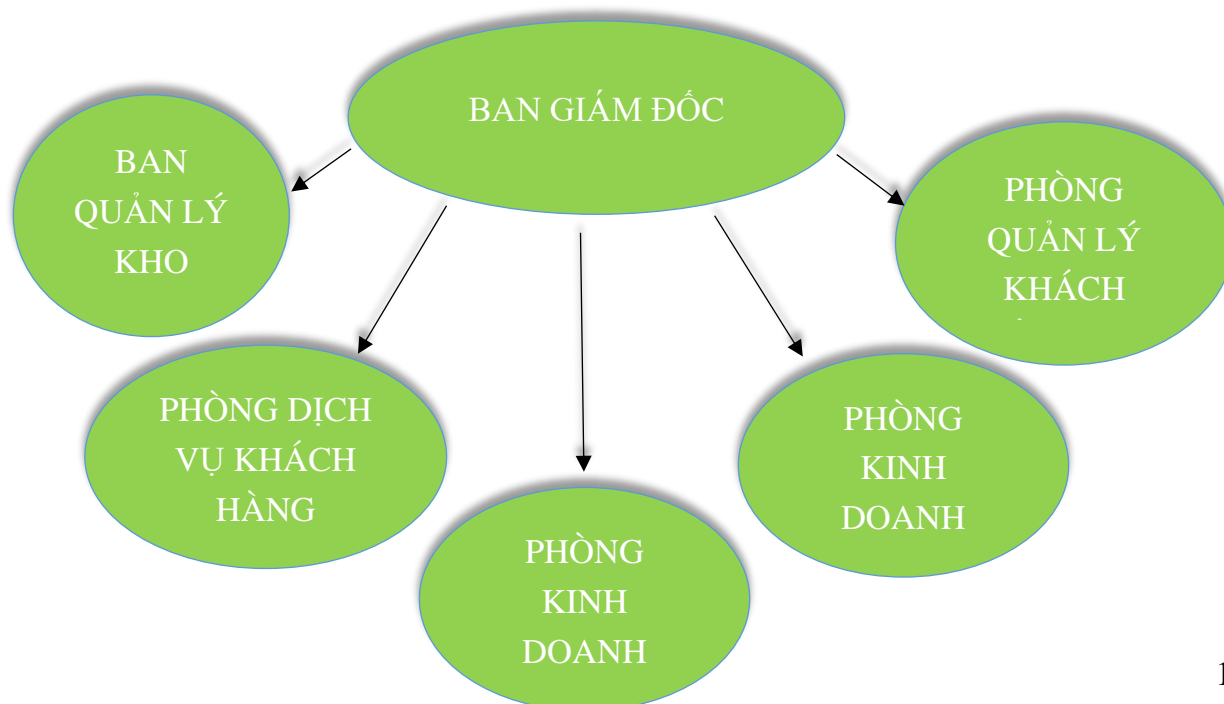 BAN GIÁM ĐỐC
BAN
QUẢN LÝ
KHO
PHÒNG
QUẢN LÝ
KHÁCH
PHÒNG DỊCH
VỤ KHÁCH
HÀNG
PHÒNG
KINH
DOANH
PHÒNG
KINH
DOANH
1